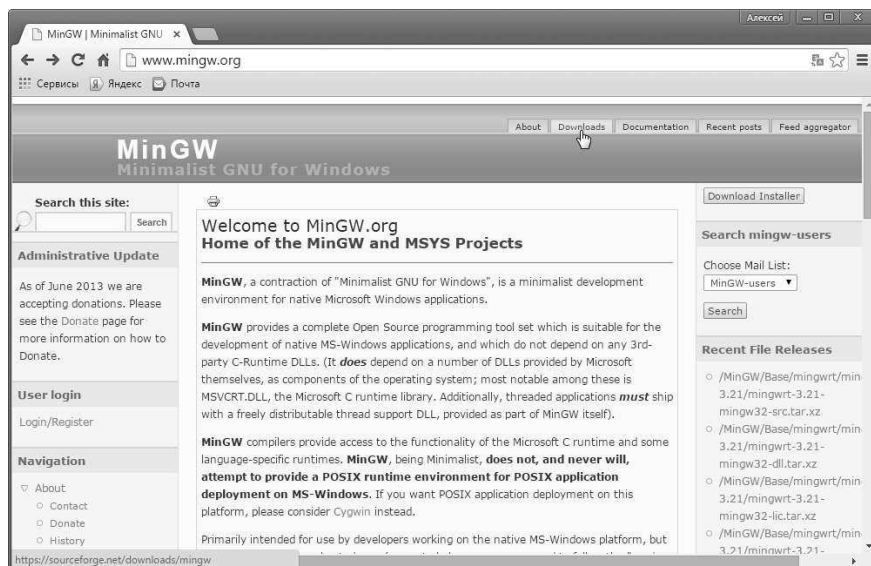 Алексей
MinGW | Minimalist GNU
www.mingw.org
Сервисы Яндекс Почта
About Downloads Documentation Recent posts Feed aggregator
MinGW
Minimalist GNU for Windows
Search this site:
Search
Administrative Update
As of June 2013 we are
accepting donations. Please
see the Donate page for
more information on how to
Donate.
User login
Login/Register
Navigation
About
Contact
Donate
History
https://sourceforge.net/downloads/mingw
Welcome to MinGW.org
Home of the MinGW and MSYS Projects
MinGW, a contraction of "Minimalist GNU for Windows", is a minimalist development
environment for native Microsoft Windows applications.
MinGW provides a complete Open Source programming tool set which is suitable for the
development of native MS-Windows applications, and which do not depend on any 3rd-
party C-Runtime DLLs. (It does depend on a number of DLLs provided by Microsoft
themselves, as components of the operating system; most notable among these is
MSVCRT.DLL, the Microsoft C runtime library. Additionally, threaded applications must ship
with a freely distributable thread support DLL, provided as part of MinGW itself).
MinGW compilers provide access to the functionality of the Microsoft C runtime and some
language-specific runtimes. MinGW, being Minimalist, does not, and never will,
attempt to provide a POSIX runtime environment for POSIX application
deployment on MS-Windows. If you want POSIX application deployment on this
platform, please consider Cygwin instead.
Primarily intended for use by developers working on the native MS-Windows platform, but
Download Installer
Search mingw-users
Choose Mail List:
MinGW-users
Search
Recent File Releases
/MinGW/Base/mingwrt/min
3.21/mingwrt-3.21-
mingw32-src.tar.xz
/MinGW/Base/mingwrt/min
3.21/mingwrt-3.21-
mingw32-dll.tar.xz
/MinGW/Base/mingwrt/min
3.21/mingwrt-3.21-
mingw32-lic.tar.xz
/MinGW/Base/mingwrt/min
3.21/mingwrt-3.21-